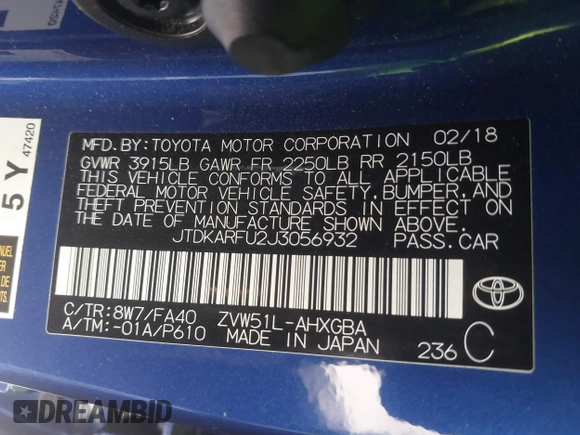 MFD.BY:TOYOTA MOTOR CORPORATION 02/18
GVWR 3915LB GAWR FR 2250LB RR 2150LB
THIS VEHICLE CONFORMS TO ALL APPLICABLE
FEDERAL MOTOR VEHICLE SAFETY, BUMPER, AND
THEFT PREVENTION STANDARDS IN EFFECT ON
THE DATE OF MANUFACTURE SHOWN ABOVE.
JTDKARFU2J3056932 PASS.CAR
C/TR:8W7/FA40 ZVW51L-AHXGBA
A/TM:-01A/P610 MADE IN JAPAN
236 C
TOYOTA
5 Y
47420
DREAMBID